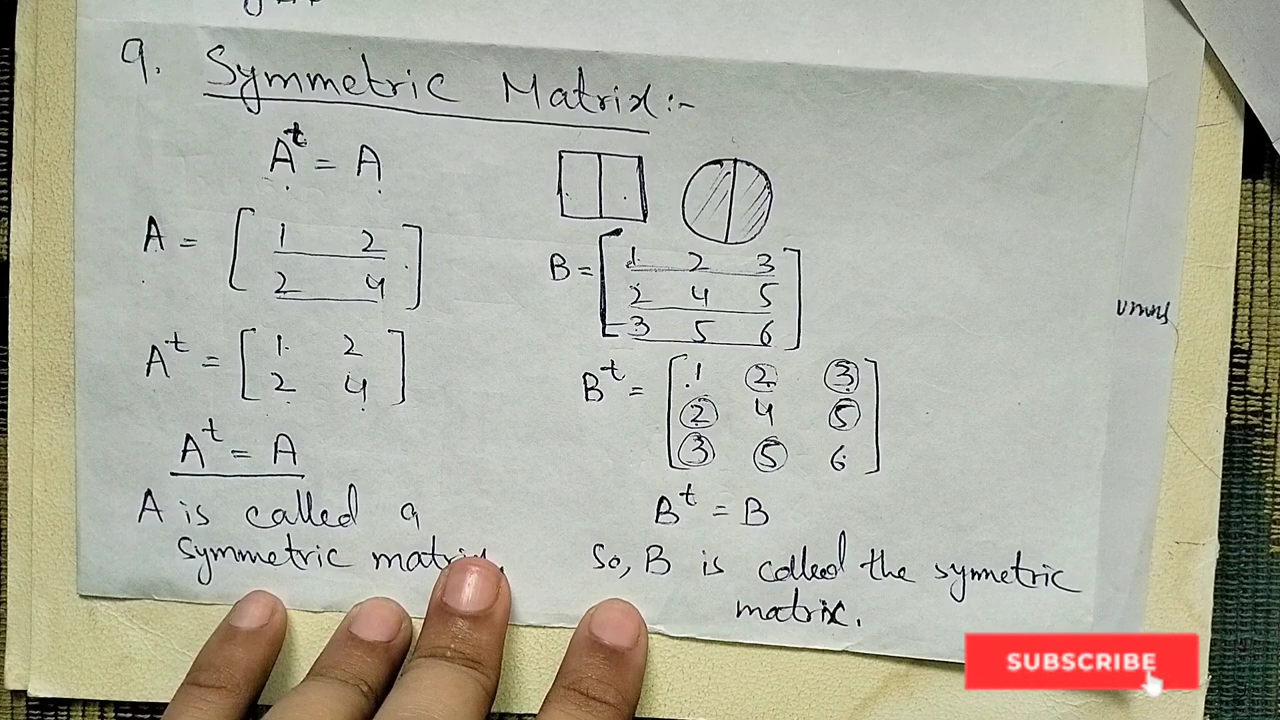 9. Symmetric Matrix:-
A^t = A
A = [ 1 2
2 4 ]
A^t = [ 1 2
2 4 ]
A^t = A
A is called a
symmetric matrix.
B = [ 1 2 3
2 4 5
3 5 6 ]
B^t = [ 1 2 3
2 4 5
3 5 6 ]
B^t = B
so, B is called the symetric
matrix.
SUBSCRIBE